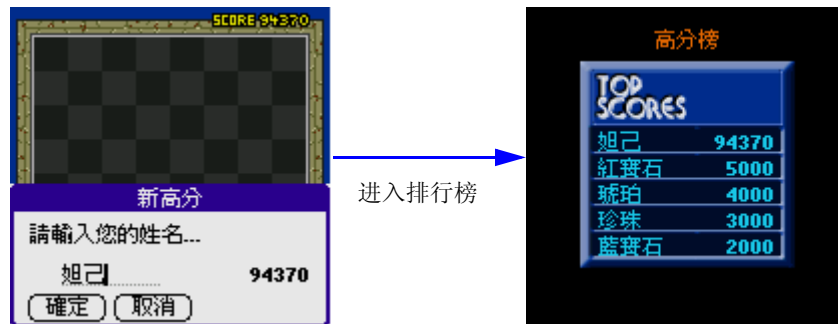 SCORE 94370
新高分
請輸入您的姓名...
妲己 94370
確定 取消
进入排行榜
高分榜
TOP
SCORES
妲己 94370
紅寶石 5000
琥珀 4000
珍珠 3000
藍寶石 2000